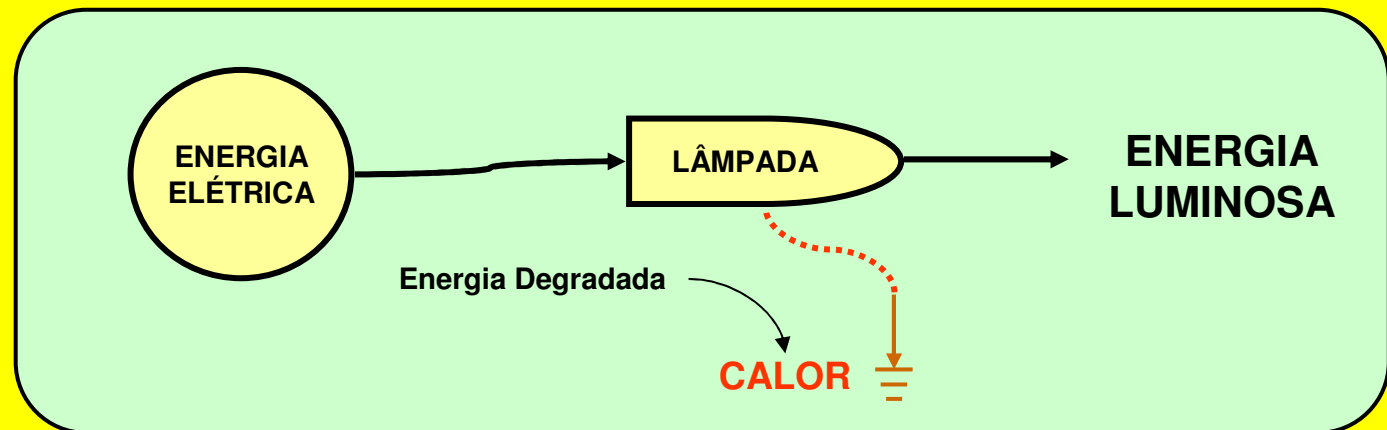 ENERGIA
ELÉTRICA
LÂMPADA
ENERGIA
LUMINOSA
Energia Degradada
CALOR